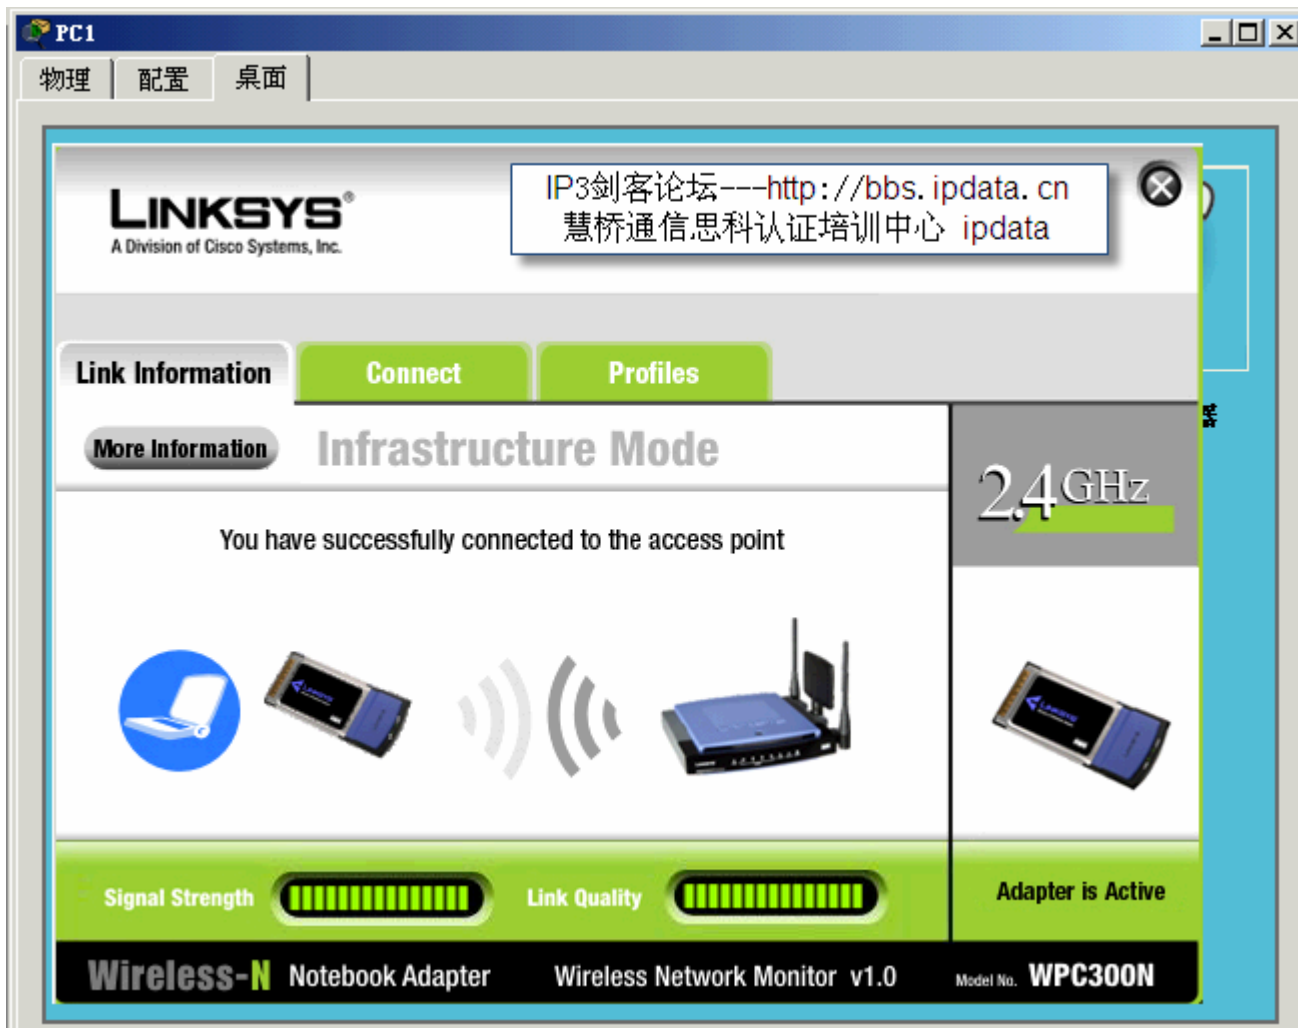 PC1
物理 配置 桌面
LINKSYS®
A Division of Cisco Systems, Inc.
IP3剑客论坛---http://bbs.ipdata.cn
慧桥通信思科认证培训中心 ipdata
Link Information Connect Profiles
More Information Infrastructure Mode
2.4GHz
器
You have successfully connected to the access point
LINKSYS
LINKSYS
Signal Strength Link Quality Adapter is Active
Wireless-N Notebook Adapter Wireless Network Monitor v1.0 Model No. WPC300N